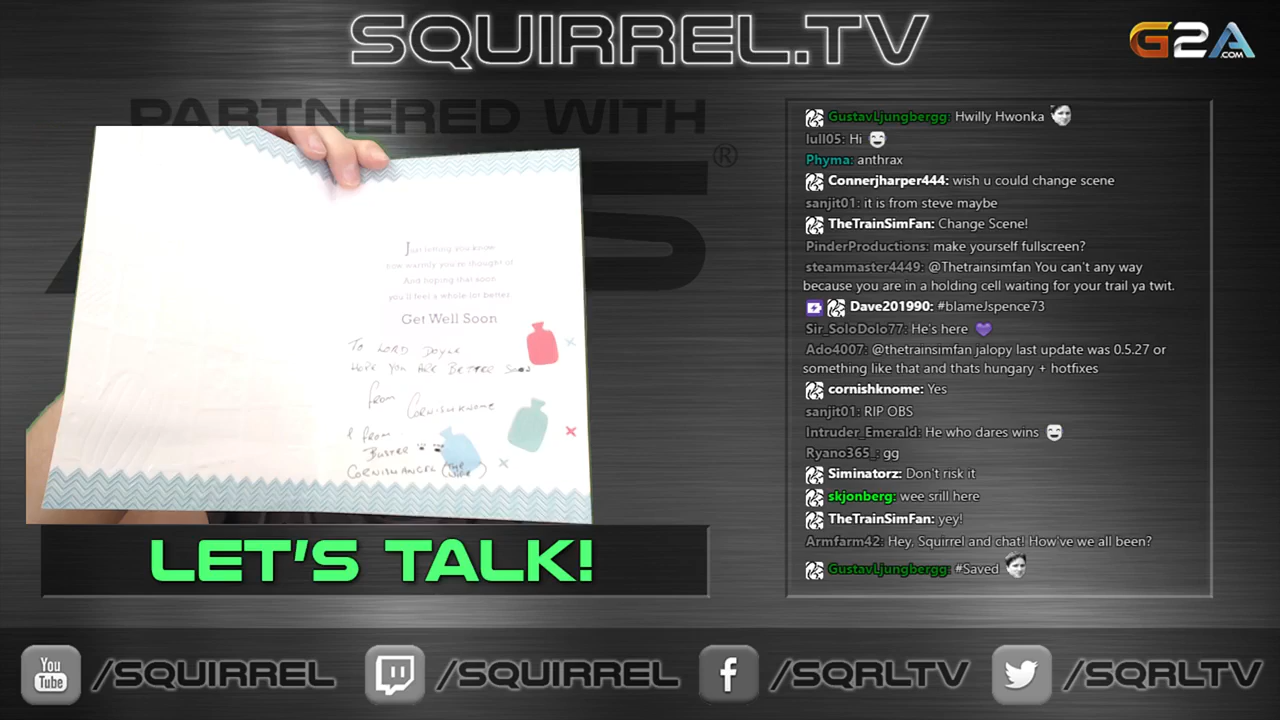 SQUIRREL.TV
G2A
.COM
PARTNERED WITH
®
Just letting you know
how warmly you're thought of
And hoping that soon
you'll feel a whole lot better
Get Well Soon
TO LORD DOYLE
HOPE YOU ARE BETTER SOON
from
CORNISHKNOME
& from
BUSTER
CORNISHANGEL (THE
LET'S TALK!
GustavLjungbergg: Hwilly Hwonka
lull05: Hi
Phyma: anthrax
Connerjharper444: wish u could change scene
sanjit01: it is from steve maybe
TheTrainSimFan: Change Scene!
PinderProductions: make yourself fullscreen?
steammaster4449: @Thetrainsimfan You can't any way
because you are in a holding cell waiting for your trail ya twit.
Dave201990: #blameJspence73
Sir_SoloDolo77: He's here
Ado4007: @thetrainsimfan jalopy last update was 0.5.27 or
something like that and thats hungary + hotfixes
cornishknome: Yes
sanjit01: RIP OBS
Intruder_Emerald: He who dares wins
Ryano365_: gg
Siminatorz: Don't risk it
skjonberg: wee srill here
TheTrainSimFan: yey!
Armfarm42: Hey, Squirrel and chat! How've we all been?
GustavLjungbergg: #Saved
You
Tube
/SQUIRREL
/SQUIRREL
/SQRLTV
/SQRLTV